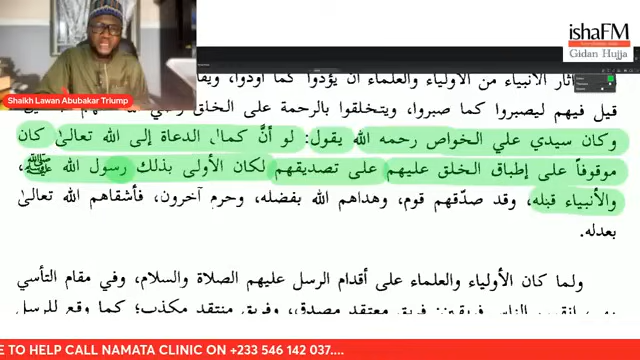 ishaFM
Gidan Hujja
Shaikh Lawan Abubakar Triump
آثار الأنبياء من الأولياء والعلماء أن يؤذوا كما أوذوا،
قيل فيهم ليصبروا كما صبروا، ويتخلقوا بالرحمة على الخلق
وكان سيدي علي الخواص رحمه الله يقول: لو أنَّ كمال الدعاة إلى الله تعالى كان
موقوفاً على إطباق الخلق عليهم على تصديقهم لكان الأولى بذلك رسول الله ﷺ،
والأنبياء قبله، وقد صدّقهم قوم، وهداهم الله بفضله، وحرم آخرون، فأشقاهم الله تعالى
بعدله.
ولما كان الأولياء والعلماء على أقدام الرسل عليهم الصلاة والسلام، وفي مقام التأسي
بهم، انقسم الناس فريقين: فريق معتقد مصدق، وفريق منتقد مكذب؛ كما وقع للرسل
E TO HELP CALL NAMATA CLINIC ON +233 546 142 037....